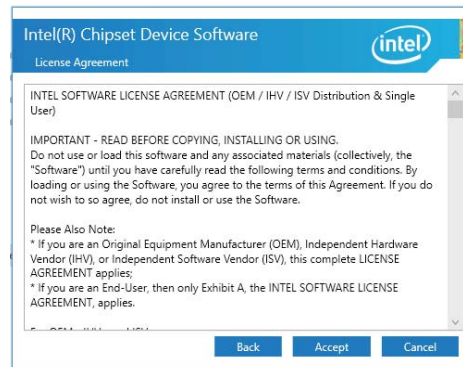 Intel(R) Chipset Device Software
intel
License Agreement
INTEL SOFTWARE LICENSE AGREEMENT (OEM / IHV / ISV Distribution & Single
User)
IMPORTANT - READ BEFORE COPYING, INSTALLING OR USING.
Do not use or load this software and any associated materials (collectively, the
"Software") until you have carefully read the following terms and conditions. By
loading or using the Software, you agree to the terms of this Agreement. If you do
not wish to so agree, do not install or use the Software.
Please Also Note:
* If you are an Original Equipment Manufacturer (OEM), Independent Hardware
Vendor (IHV), or Independent Software Vendor (ISV), this complete LICENSE
AGREEMENT applies;
* If you are an End-User, then only Exhibit A, the INTEL SOFTWARE LICENSE
AGREEMENT, applies.
Back Accept Cancel